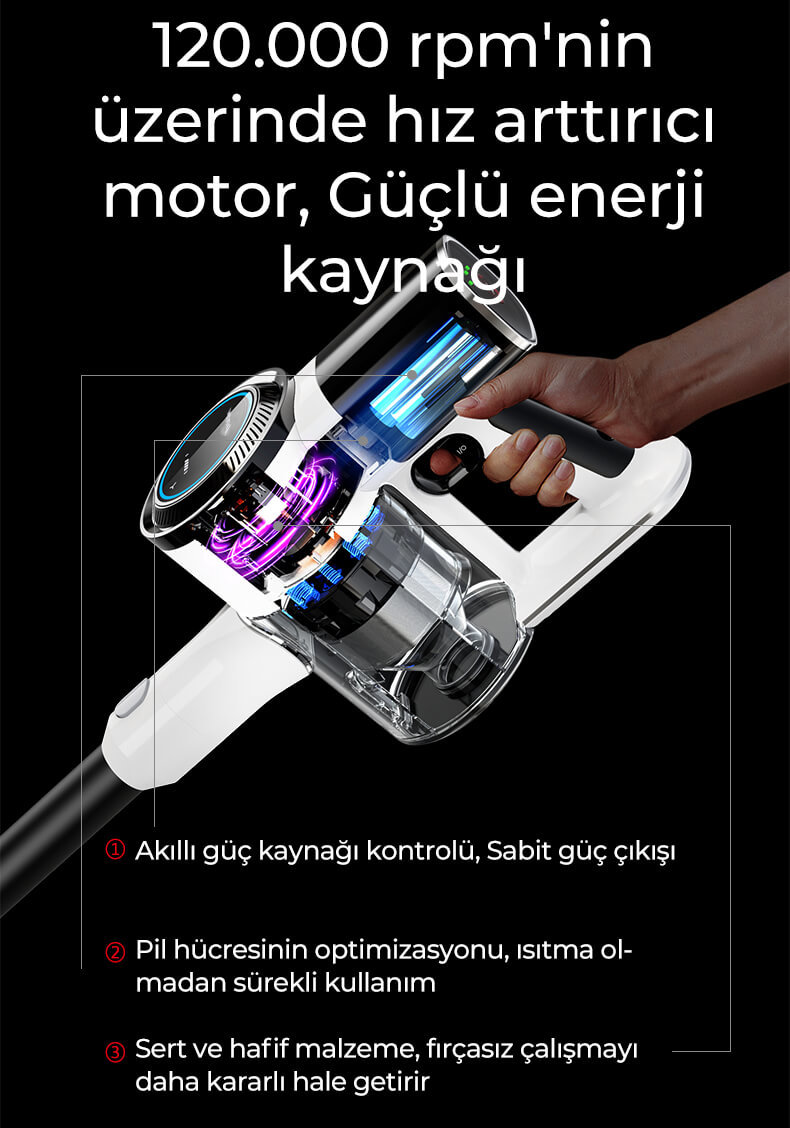 120.000 rpm'nin
üzerinde hız arttırıcı
motor, Güçlü enerji
kaynağı
I/O
① Akıllı güç kaynağı kontrolü, Sabit güç çıkışı
② Pil hücresinin optimizasyonu, ısıtma ol-
madan sürekli kullanım
③ Sert ve hafif malzeme, fırçasız çalışmayı
daha kararlı hale getirir